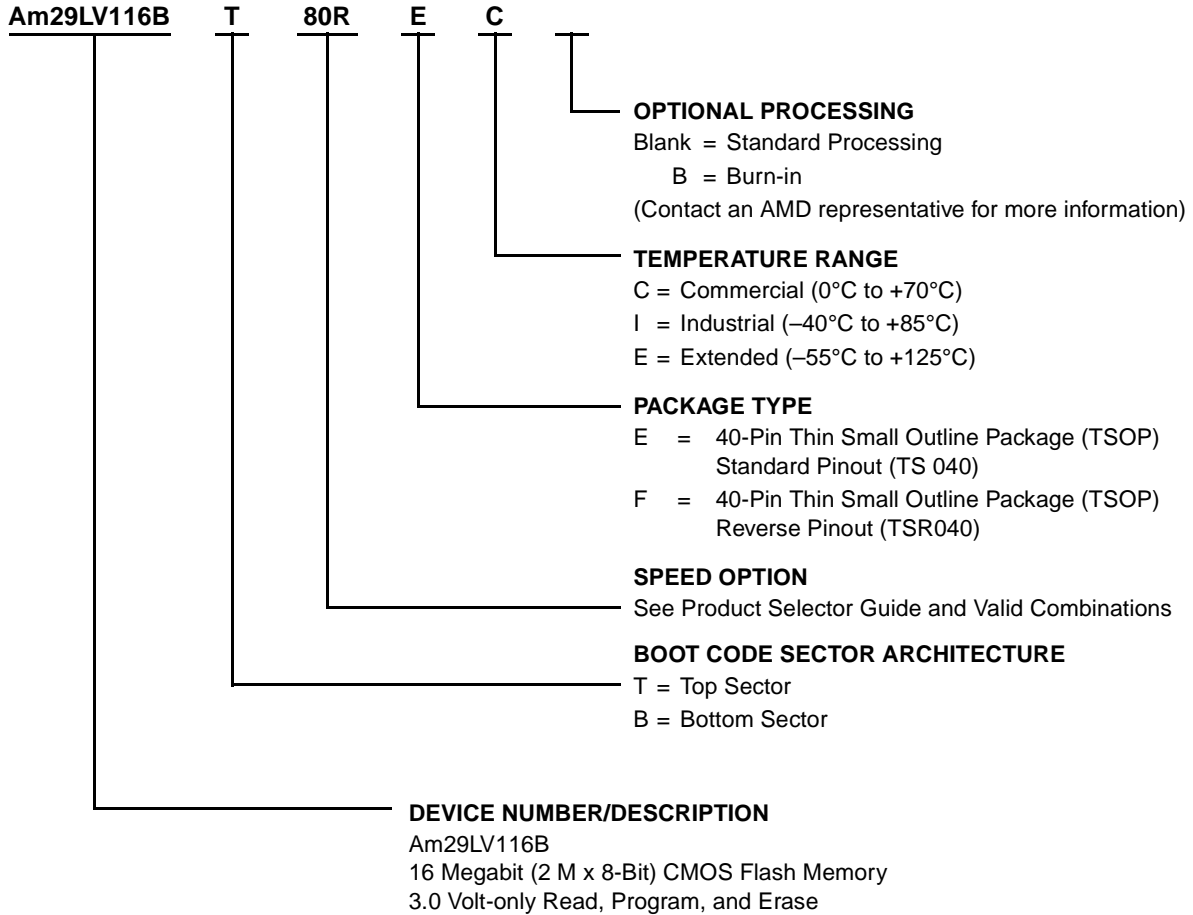 Am29LV116B T 80R E C
OPTIONAL PROCESSING
Blank = Standard Processing
B = Burn-in
(Contact an AMD representative for more information)
TEMPERATURE RANGE
C = Commercial (0°C to +70°C)
I = Industrial (–40°C to +85°C)
E = Extended (–55°C to +125°C)
PACKAGE TYPE
E = 40-Pin Thin Small Outline Package (TSOP)
Standard Pinout (TS 040)
F = 40-Pin Thin Small Outline Package (TSOP)
Reverse Pinout (TSR040)
SPEED OPTION
See Product Selector Guide and Valid Combinations
BOOT CODE SECTOR ARCHITECTURE
T = Top Sector
B = Bottom Sector
DEVICE NUMBER/DESCRIPTION
Am29LV116B
16 Megabit (2 M x 8-Bit) CMOS Flash Memory
3.0 Volt-only Read, Program, and Erase